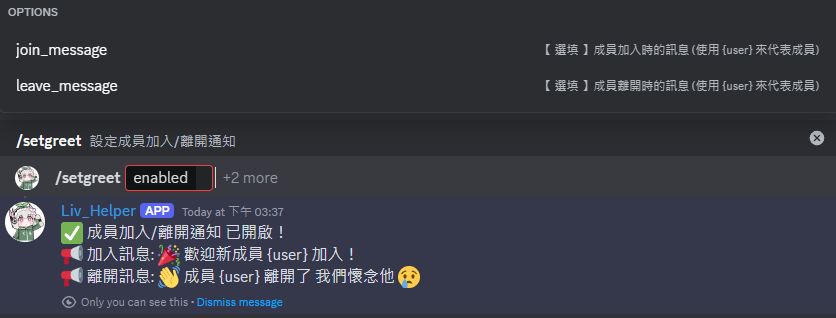 OPTIONS
join_message 【 選填 】成員加入時的訊息 (使用 {user} 來代表成員)
leave_message 【 選填 】成員離開時的訊息 (使用 {user} 來代表成員)
/setgreet 設定成員加入/離開通知
/setgreet enabled +2 more
Liv_Helper APP Today at 下午 03:37
✅ 成員加入/離開通知 已開啟！
📢 加入訊息: 🎉 歡迎新成員 {user} 加入！
📢 離開訊息: 👋 成員 {user} 離開了 我們懷念他 😢
Only you can see this • Dismiss message